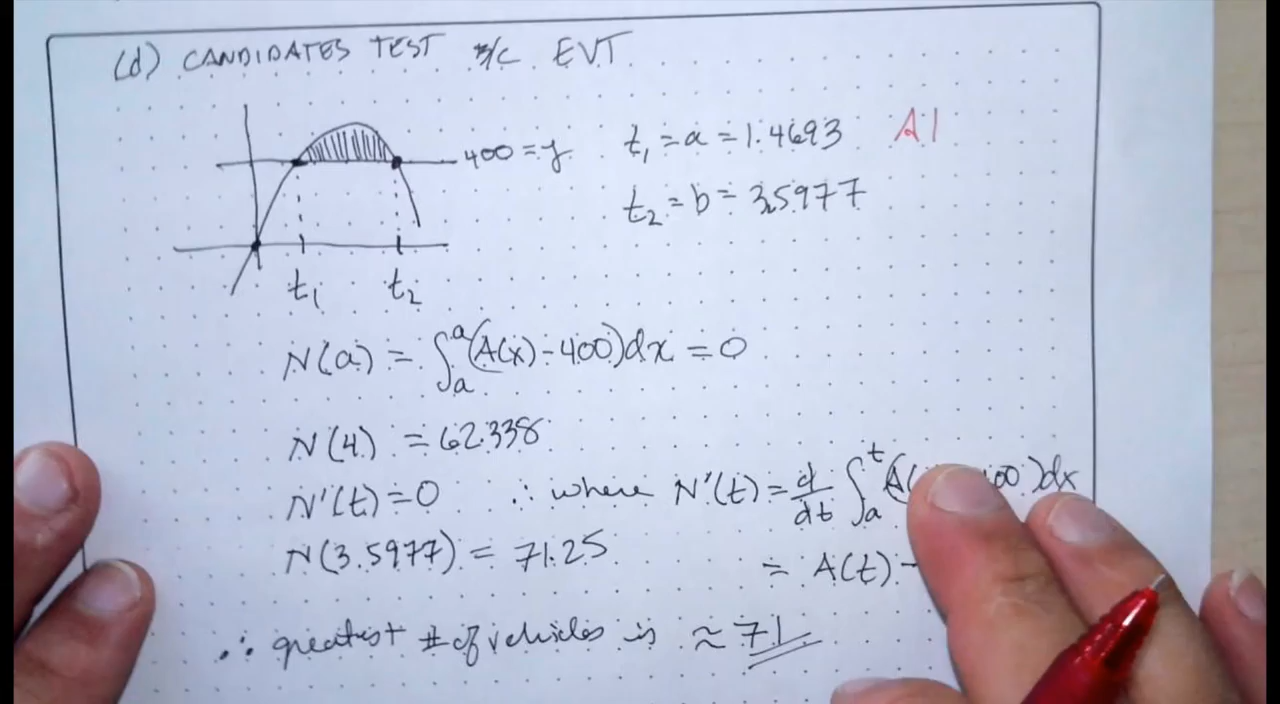 (d) CANDIDATES TEST B/C EVT
400 = y
t₁ = a = 1.4693 A1
t₂ = b = 3.5977
t₁ t₂
N(a) = ∫ₐᵃ(A(x)-400)dx = 0
N(4) = 62.338
N'(t) = 0 ∴ where N'(t) = d/dt ∫ₐᵗ(A( 00)dx
N(3.5977) = 71.25 = A(t) -
∴ greatest # of vehicles is ≈ 71